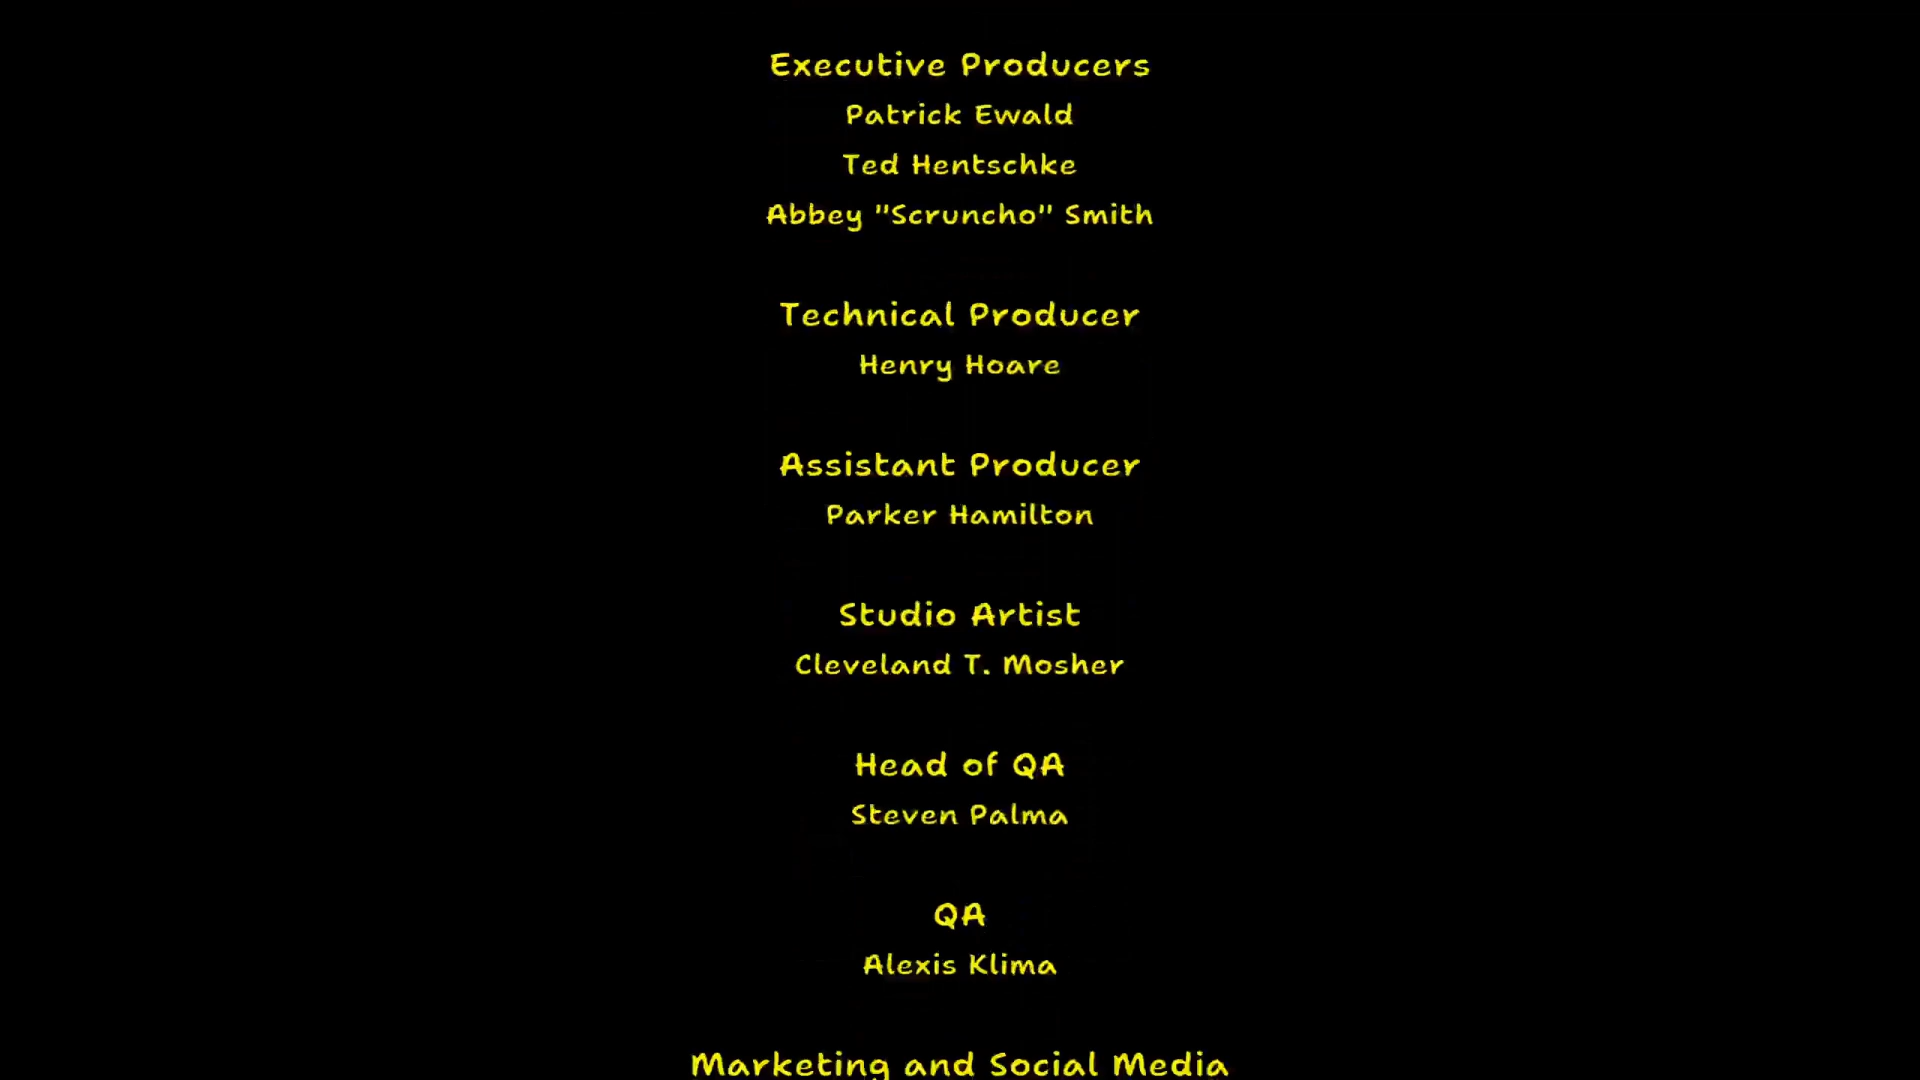 Executive Producers
Patrick Ewald
Ted Hentschke
Abbey "Scruncho" Smith
Technical Producer
Henry Hoare
Assistant Producer
Parker Hamilton
Studio Artist
Cleveland T. Mosher
Head of QA
Steven Palma
QA
Alexis Klima
Marketing and Social Media